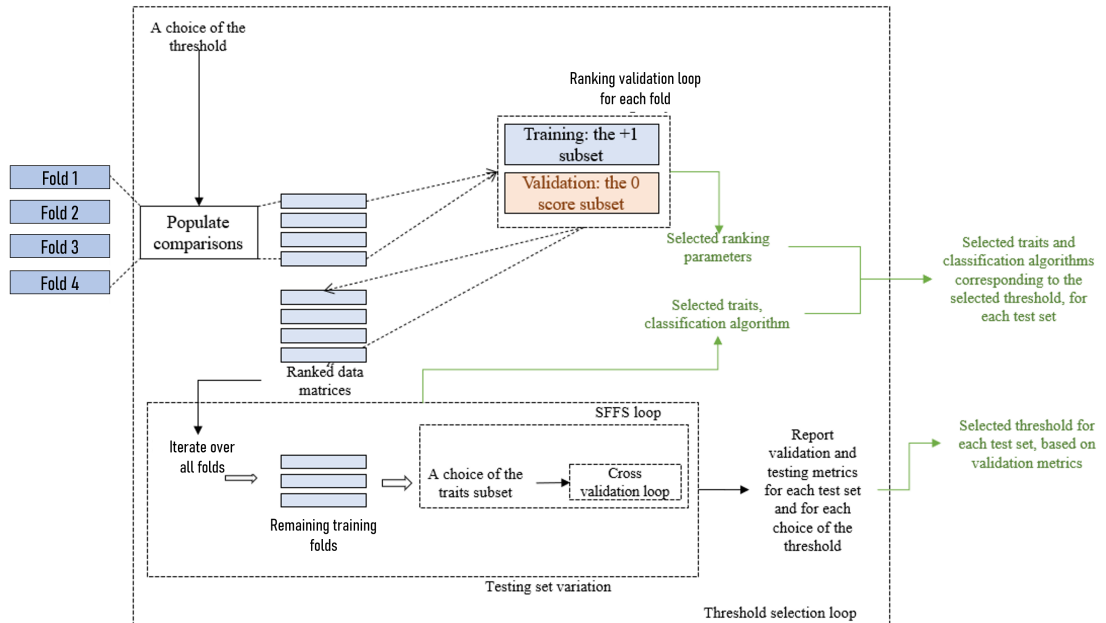 A choice of the
threshold
Ranking validation loop
for each fold
Training: the +1
subset
Validation: the 0
score subset
Fold 1
Fold 2
Fold 3
Fold 4
Populate
comparisons
Selected ranking
parameters
Selected traits and
classification algorithms
corresponding to the
selected threshold, for
each test set
Selected traits,
classification algorithm
Ranked data
matrices
SFFS loop
Iterate over
all folds
A choice of the
traits subset
Cross
validation loop
Remaining training
folds
Report
validation and
testing metrics
for each test set
and for each
choice of the
threshold
Selected threshold for
each test set, based on
validation metrics
Testing set variation
Threshold selection loop